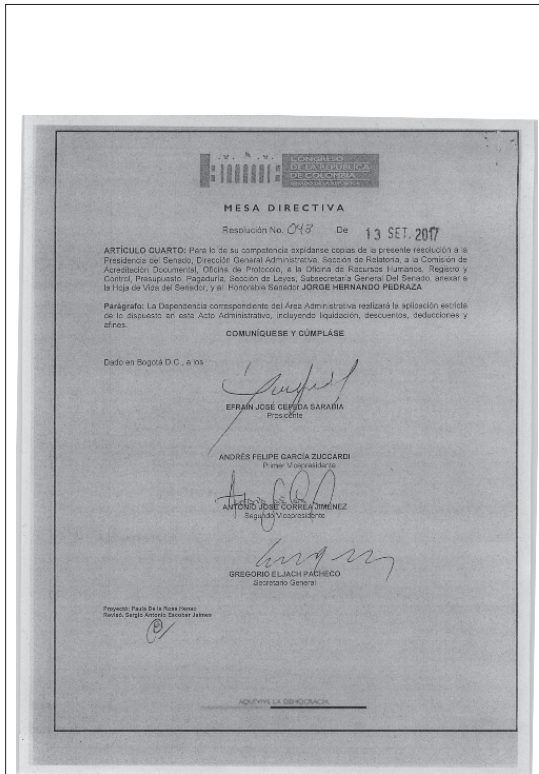 CONGRESO
DE LA REPÚBLICA
DE COLOMBIA
MESA DIRECTIVA
Resolución No. 048 De 13 SET. 2017
ARTÍCULO CUARTO: Para lo de su competencia expídanse copias de la presente resolución a la
Presidencia del Senado, Dirección General Administrativa, Sección de Relatoría, a la Comisión de
Acreditación Documental, Oficina de Protocolo, a la Oficina de Recursos Humanos, Registro y
Control, Presupuesto, Pagaduría, Sección de Leyes, Subsecretaría General Del Senado, anexar a
la Hoja de Vida del Senador, y al Honorable Senador JORGE HERNANDO PEDRAZA.
Parágrafo: La Dependencia correspondiente del Área Administrativa realizará la aplicación estricta
de lo dispuesto en este Acto Administrativo, incluyendo liquidación, descuentos, deducciones y
afines.
COMUNÍQUESE Y CÚMPLASE
Dado en Bogotá D.C., a los
EFRAIN JOSÉ CEPEDA SARABIA
Presidente
ANDRÉS FELIPE GARCÍA ZUCCARDI
Primer Vicepresidente
ANTONIO JOSÉ CORREA JIMÉNEZ
Segundo Vicepresidente
GREGORIO ELJACH PACHECO
Secretario General
Proyectó: Paula De la Rosa
Revisó: Sergio Antonio Escobar Jaimes
AQUÍ VIVE LA DEMOCRACIA